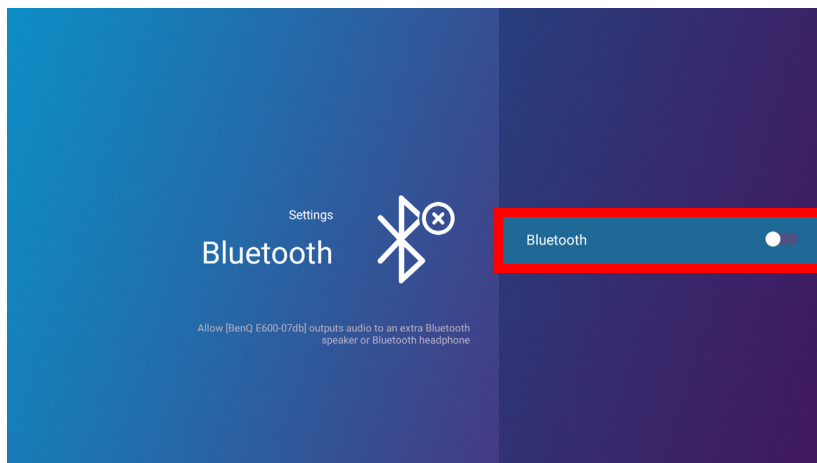 Settings
Bluetooth
Allow [BenQ E600-07db] outputs audio to an extra Bluetooth
speaker or Bluetooth headphone
Bluetooth